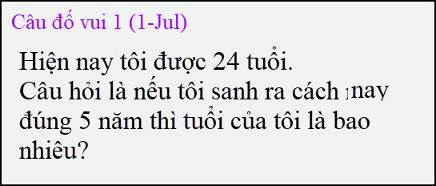 Câu đố vui 1 (1-Jul)
Hiện nay tôi được 24 tuổi.
Câu hỏi là nếu tôi sanh ra cách nay
đúng 5 năm thì tuổi của tôi là bao
nhiêu?